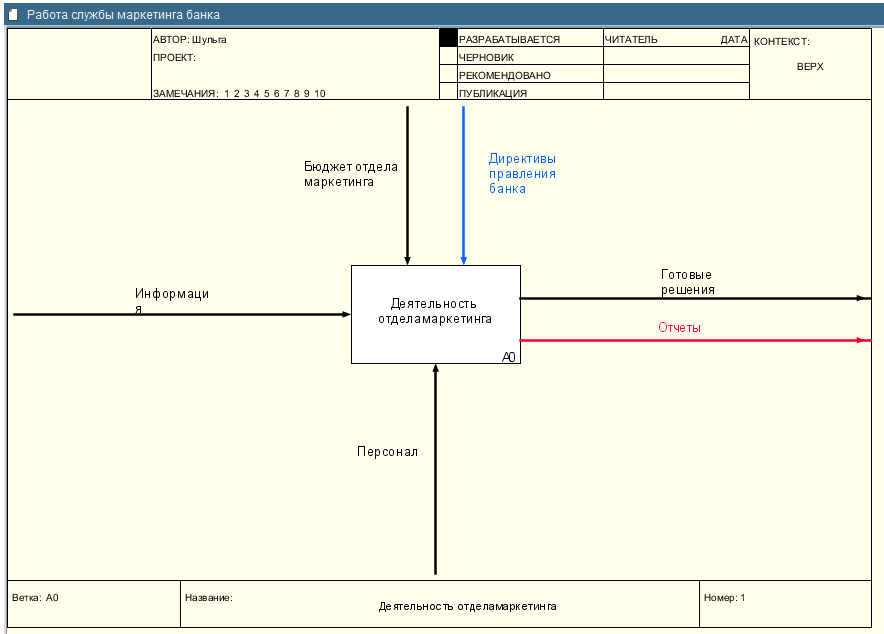 Работа службы маркетинга банка
АВТОР: Шульга
РАЗРАБАТЫВАЕТСЯ
ЧИТАТЕЛЬ
ДАТА
КОНТЕКСТ:
ПРОЕКТ:
ЧЕРНОВИК
ВЕРХ
РЕКОМЕНДОВАНО
ЗАМЕЧАНИЯ: 1 2 3 4 5 6 7 8 9 10
ПУБЛИКАЦИЯ
Бюджет отдела
маркетинга
Директивы
правления
банка
Информаци
я
Деятельность
отделамаркетинга
A0
Готовые
решения
Отчеты
Персонал
Ветка: A0
Название:
Деятельность отделамаркетинга
Номер: 1